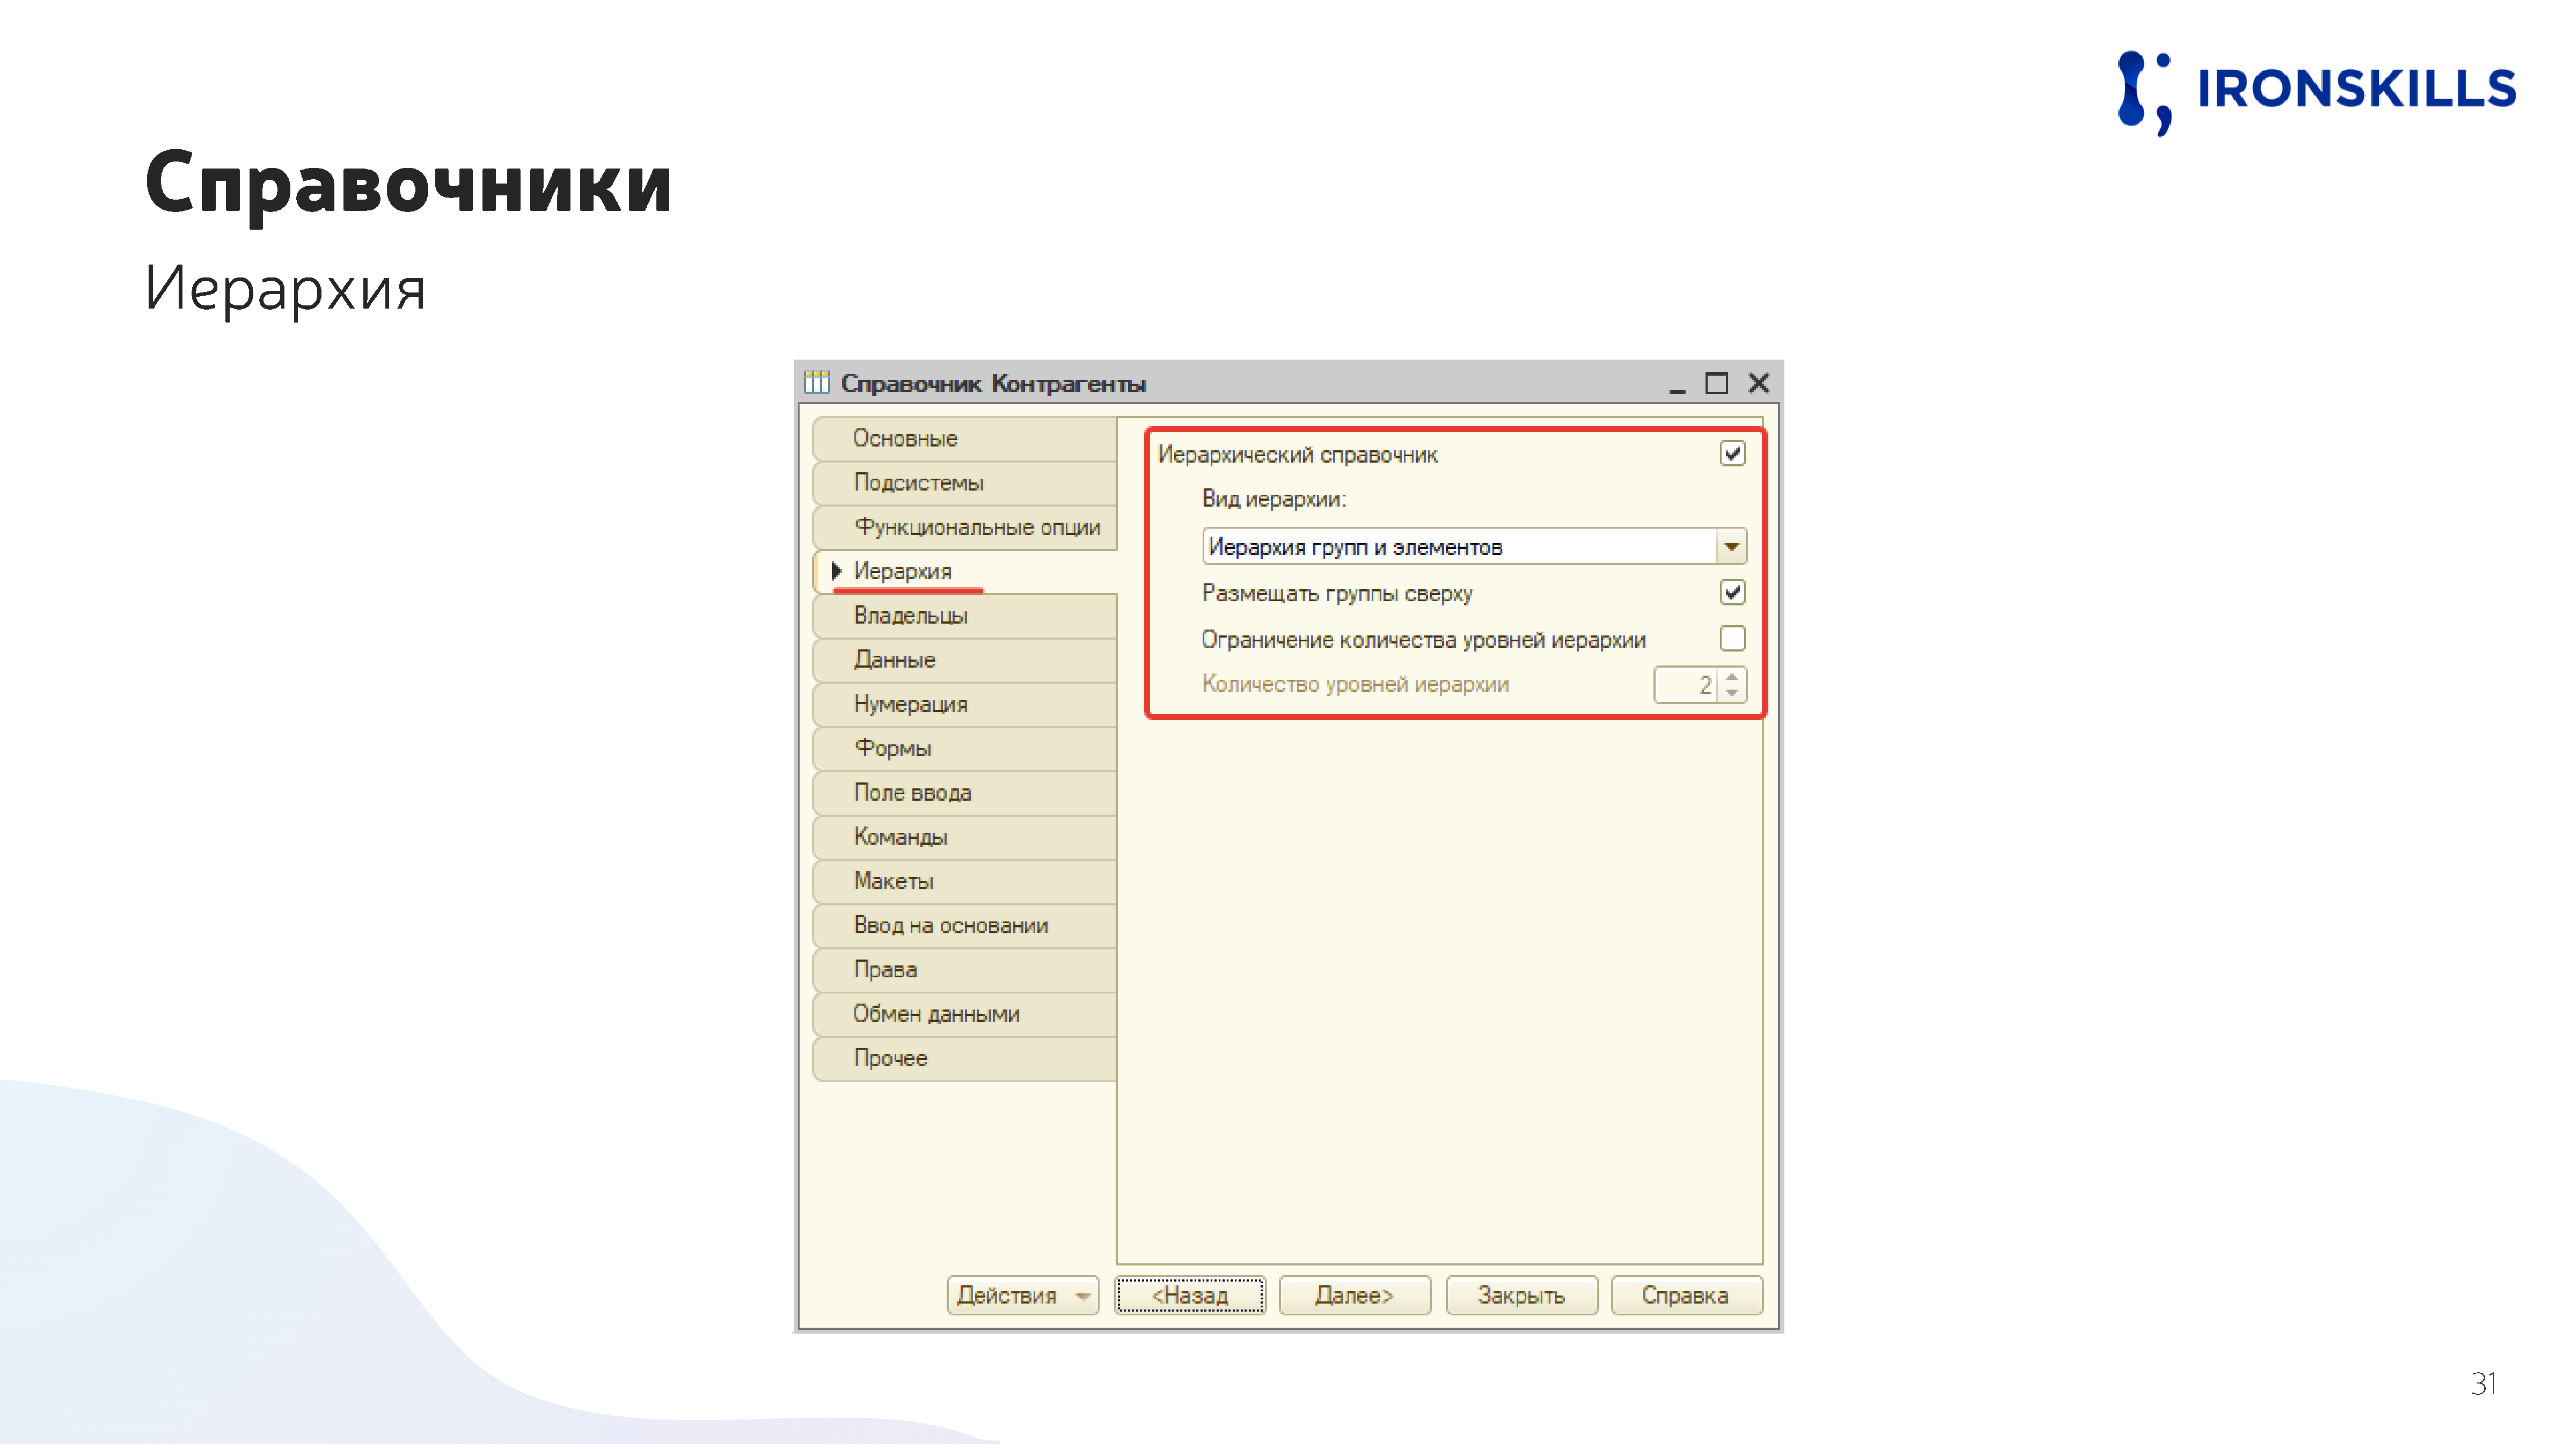 IRONSKILLS
Справочники
Иерархия
Справочник Контрагенты
Основные
Подсистемы
Функциональные опции
Иерархия
Владельцы
Данные
Нумерация
Формы
Поле ввода
Команды
Макеты
Ввод на основании
Права
Обмен данными
Прочее
Иерархический справочник
Вид иерархии:
Иерархия групп и элементов
Размещать группы сверху
Ограничение количества уровней иерархии
Количество уровней иерархии 2
Действия <Назад Далее> Закрыть Справка
31